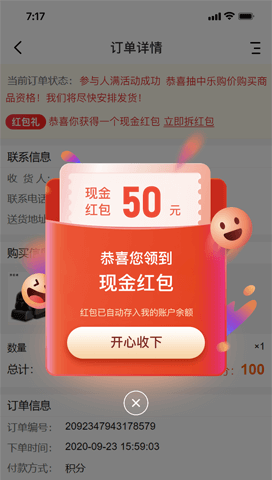 7:17
订单详情
当前订单状态：参与人满活动成功 恭喜抽中乐购价购买商
品资格！我们将尽快安排发货！
红包礼 恭喜你获得一个现金红包 立即拆红包
联系信息
收 货 人：
联系电话
送货地址
现金
红包 50 元
恭喜您领到
现金红包
购买信
红包已自动存入我的账户余额
开心收下
数量 ×1
总计： 分：100
订单信息
订单编号： 2092347943178579
下单时间： 2020-09-23 15:59:03
付款方式： 积分